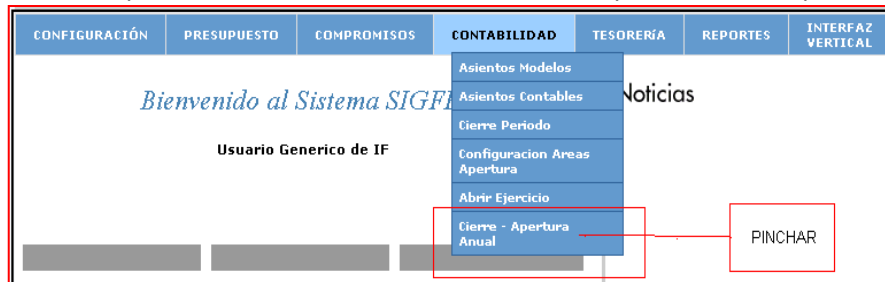 CONFIGURACIÓN PRESUPUESTO COMPROMISOS CONTABILIDAD TESORERíA REPORTES INTERFAZ VERTICAL
Asientos Modelos
Bienvenido al Sistema
Asientos Contables
Noticias
Cierre Periodo
Usuario Generico de IF
Configuracion Areas
Apertura
Abrir Ejercicio
Cierre - Apertura
Anual
PINCHAR